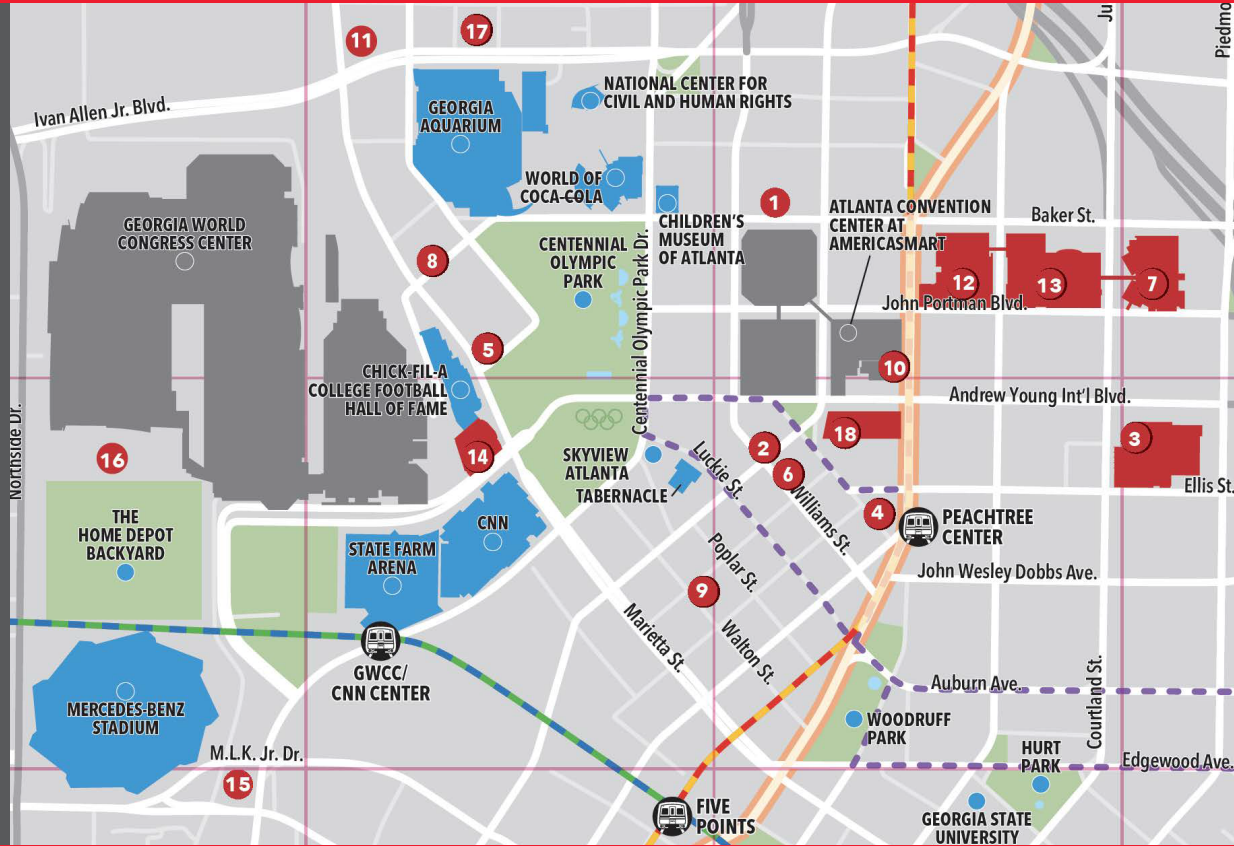 Ju
Piedmo
11
17
Ivan Allen Jr. Blvd.
GEORGIA
AQUARIUM
NATIONAL CENTER FOR
CIVIL AND HUMAN RIGHTS
WORLD OF
COCA-COLA
CHILDREN'S
MUSEUM
OF ATLANTA
1
ATLANTA CONVENTION
CENTER AT
AMERICASMART
Baker St.
GEORGIA WORLD
CONGRESS CENTER
8
CENTENNIAL
OLYMPIC
PARK
Centennial Olympic Park Dr.
12
13
7
John Portman Blvd.
5
10
CHICK-FIL-A
COLLEGE FOOTBALL
HALL OF FAME
Andrew Young Int'l Blvd.
Northside Dr.
16
14
SKYVIEW
ATLANTA
TABERNACLE
Luckie St.
2
6
18
3
Ellis St.
Williams St.
4
PEACHTREE
CENTER
THE
HOME DEPOT
BACKYARD
STATE FARM
ARENA
CNN
Poplar St.
9
John Wesley Dobbs Ave.
Marietta St.
Walton St.
GWCC/
CNN CENTER
MERCEDES-BENZ
STADIUM
Auburn Ave.
WOODRUFF
PARK
Courtland St.
M.L.K. Jr. Dr.
15
HURT
PARK
Edgewood Ave.
FIVE
POINTS
GEORGIA STATE
UNIVERSITY